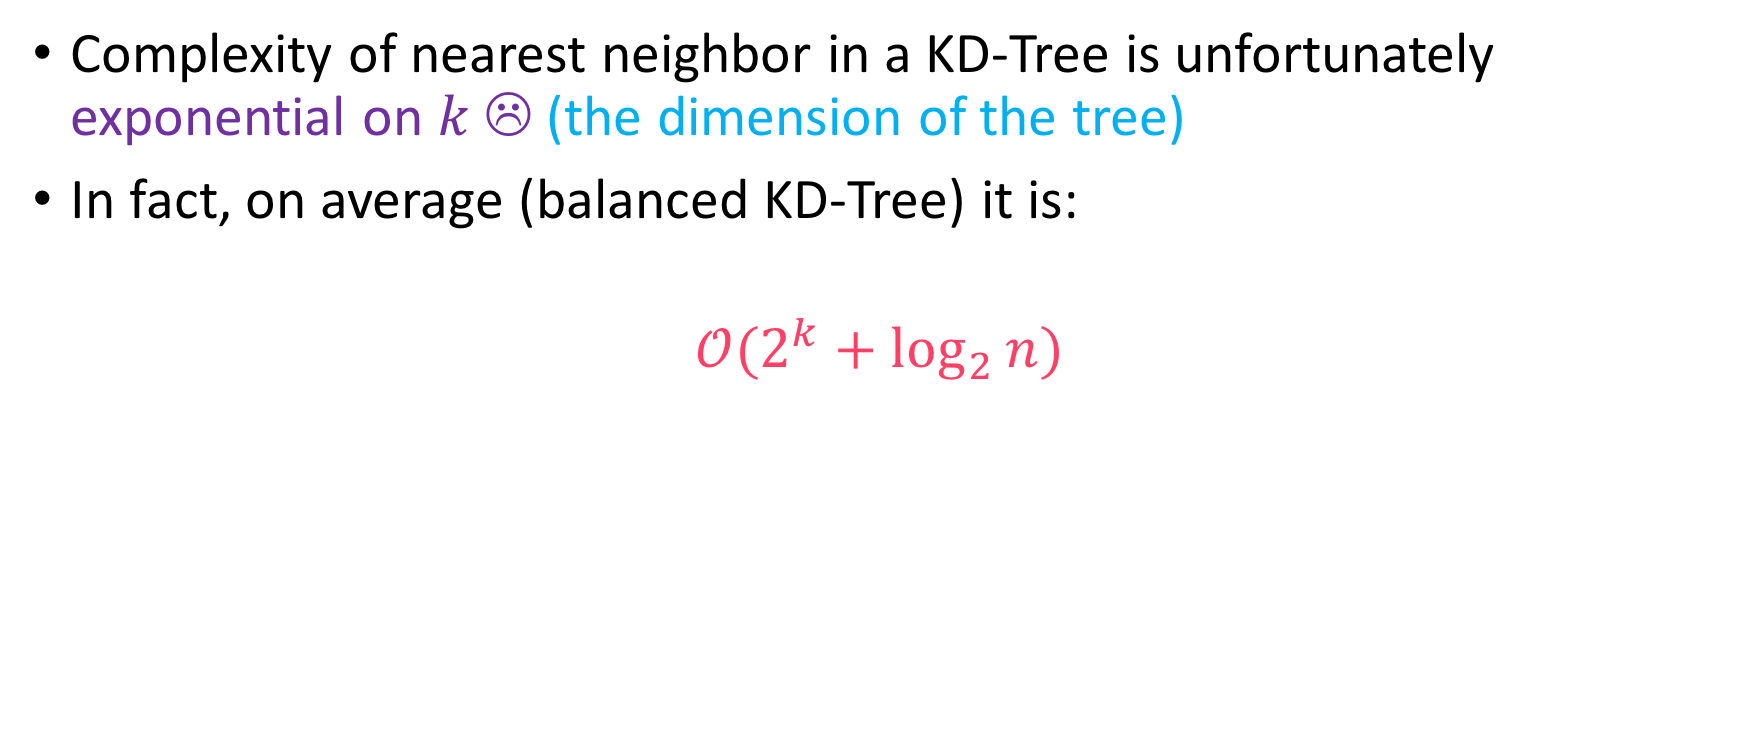 • Complexity of nearest neighbor in a KD-Tree is unfortunately
exponential on 𝑘 ☹ (the dimension of the tree)
• In fact, on average (balanced KD-Tree) it is:
𝒪(2^𝑘 + log₂ 𝑛)